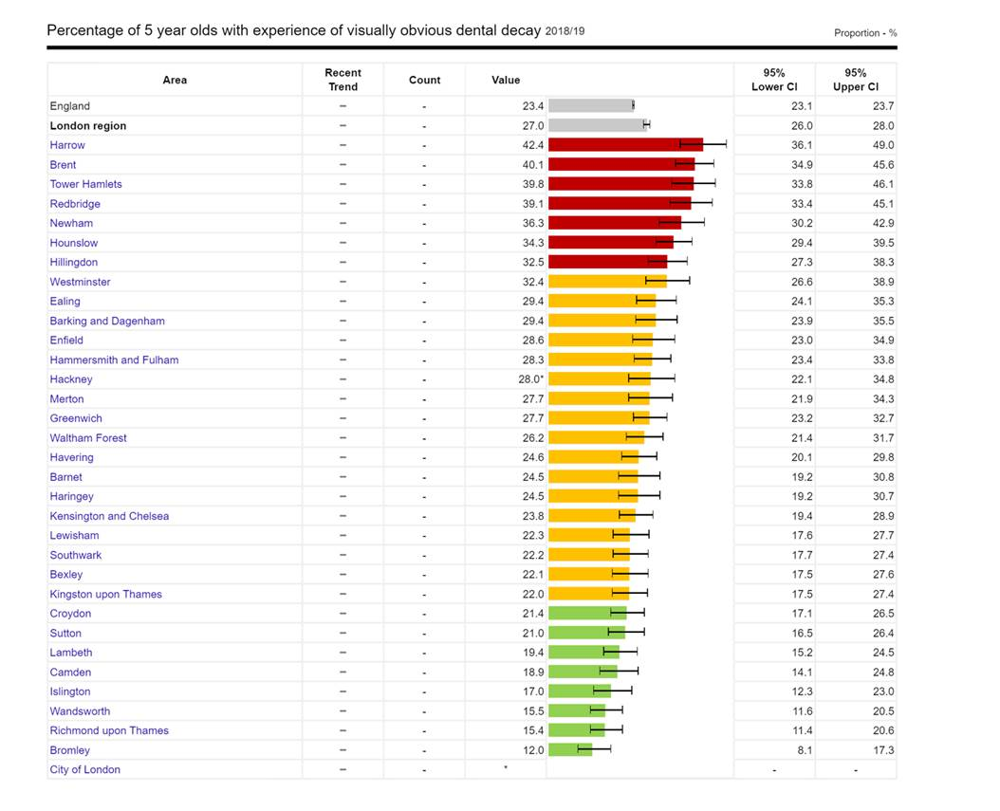 Percentage of 5 year olds with experience of visually obvious dental decay 2018/19 Proportion - %
Area Recent Trend Count Value 95% Lower CI 95% Upper CI
England – - 23.4 23.1 23.7
London region – - 27.0 26.0 28.0
Harrow – - 42.4 36.1 49.0
Brent – - 40.1 34.9 45.6
Tower Hamlets – - 39.8 33.8 46.1
Redbridge – - 39.1 33.4 45.1
Newham – - 36.3 30.2 42.9
Hounslow – - 34.3 29.4 39.5
Hillingdon – - 32.5 27.3 38.3
Westminster – - 32.4 26.6 38.9
Ealing – - 29.4 24.1 35.3
Barking and Dagenham – - 29.4 23.9 35.5
Enfield – - 28.6 23.0 34.9
Hammersmith and Fulham – - 28.3 23.4 33.8
Hackney – - 28.0* 22.1 34.8
Merton – - 27.7 21.9 34.3
Greenwich – - 27.7 23.2 32.7
Waltham Forest – - 26.2 21.4 31.7
Havering – - 24.6 20.1 29.8
Barnet – - 24.5 19.2 30.8
Haringey – - 24.5 19.2 30.7
Kensington and Chelsea – - 23.8 19.4 28.9
Lewisham – - 22.3 17.6 27.7
Southwark – - 22.2 17.7 27.4
Bexley – - 22.1 17.5 27.6
Kingston upon Thames – - 22.0 17.5 27.4
Croydon – - 21.4 17.1 26.5
Sutton – - 21.0 16.5 26.4
Lambeth – - 19.4 15.2 24.5
Camden – - 18.9 14.1 24.8
Islington – - 17.0 12.3 23.0
Wandsworth – - 15.5 11.6 20.5
Richmond upon Thames – - 15.4 11.4 20.6
Bromley – - 12.0 8.1 17.3
City of London – - * - -